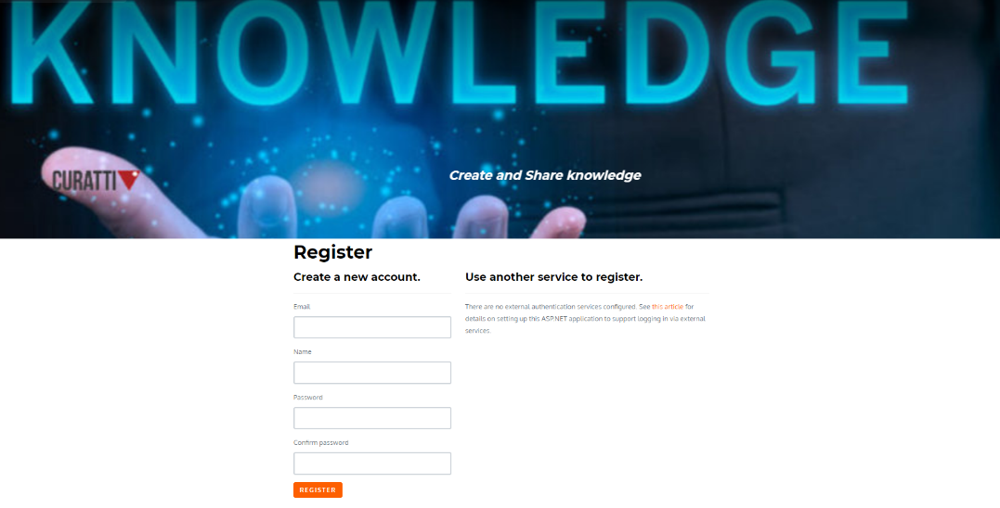 KNOWLEDGE
CURATTI
Create and Share knowledge
Register
Create a new account.
Email
Name
Password
Confirm password
REGISTER
Use another service to register.
There are no external authentication services configured. See this article for
details on setting up this ASP.NET application to support logging in via external
services.